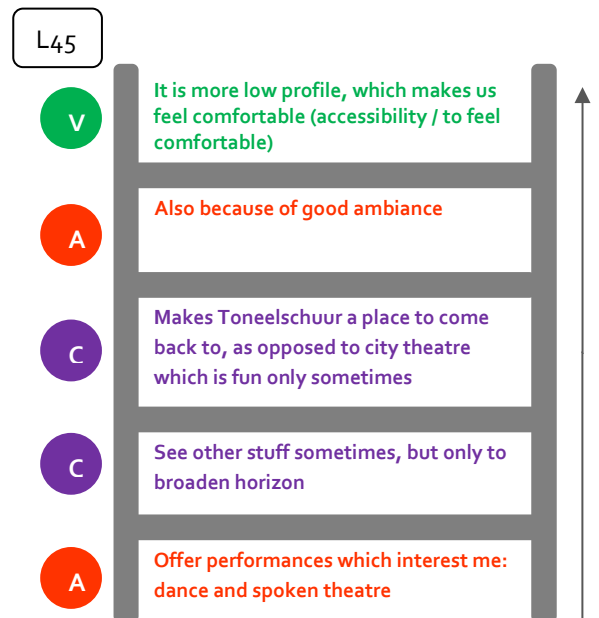 L45
V
It is more low profile, which makes us
feel comfortable (accessibility / to feel
comfortable)
A
Also because of good ambiance
C
Makes Toneelschuur a place to come
back to, as opposed to city theatre
which is fun only sometimes
C
See other stuff sometimes, but only to
broaden horizon
A
Offer performances which interest me:
dance and spoken theatre